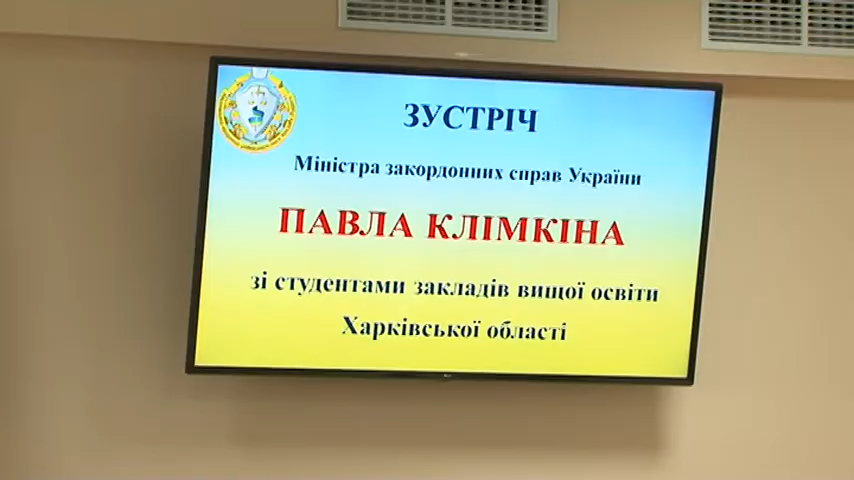 ЗУСТРІЧ
Міністра закордонних справ України
ПАВЛА КЛІМКІНА
зі студентами закладів вищої освіти
Харківської області